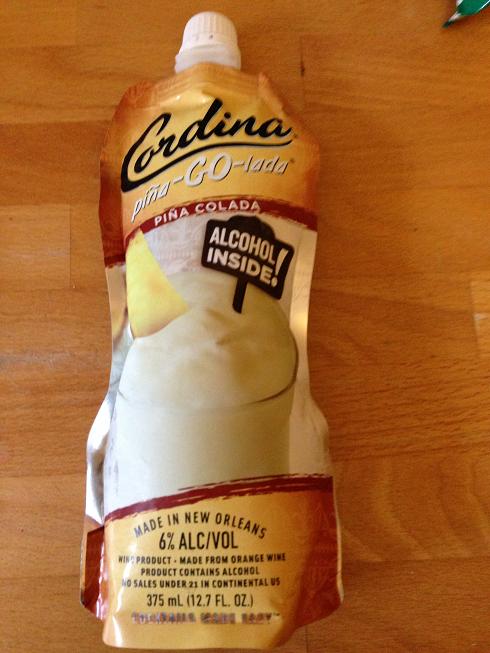 Cordina
piña-GO-lada
PIÑA COLADA
ALCOHOL
INSIDE!
MADE IN NEW ORLEANS
6% ALC/VOL
WINE PRODUCT - MADE FROM ORANGE WINE
PRODUCT CONTAINS ALCOHOL
NO SALES UNDER 21 IN CONTINENTAL US
375 mL (12.7 FL. OZ.)